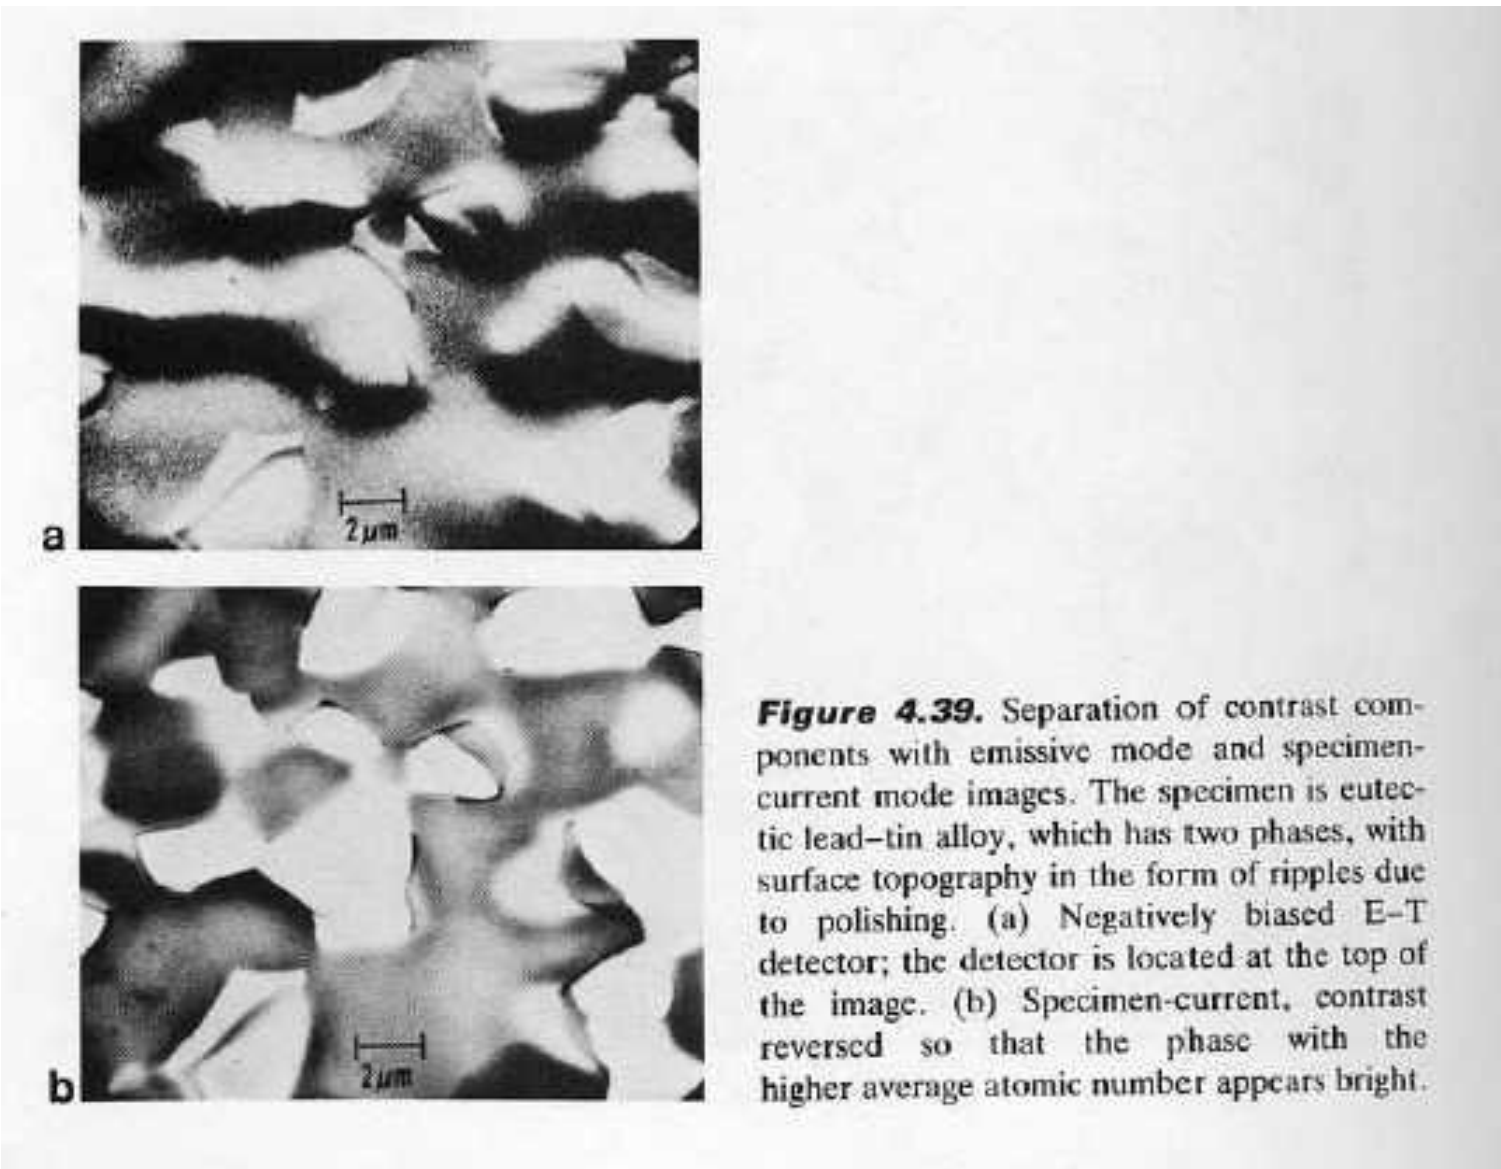 2 µm
a
2 µm
b
Figure 4.39. Separation of contrast com-
ponents with emissive mode and specimen-
current mode images. The specimen is eutec-
tic lead–tin alloy, which has two phases, with
surface topography in the form of ripples due
to polishing. (a) Negatively biased E–T
detector; the detector is located at the top of
the image. (b) Specimen-current, contrast
reversed so that the phase with the
higher average atomic number appears bright.